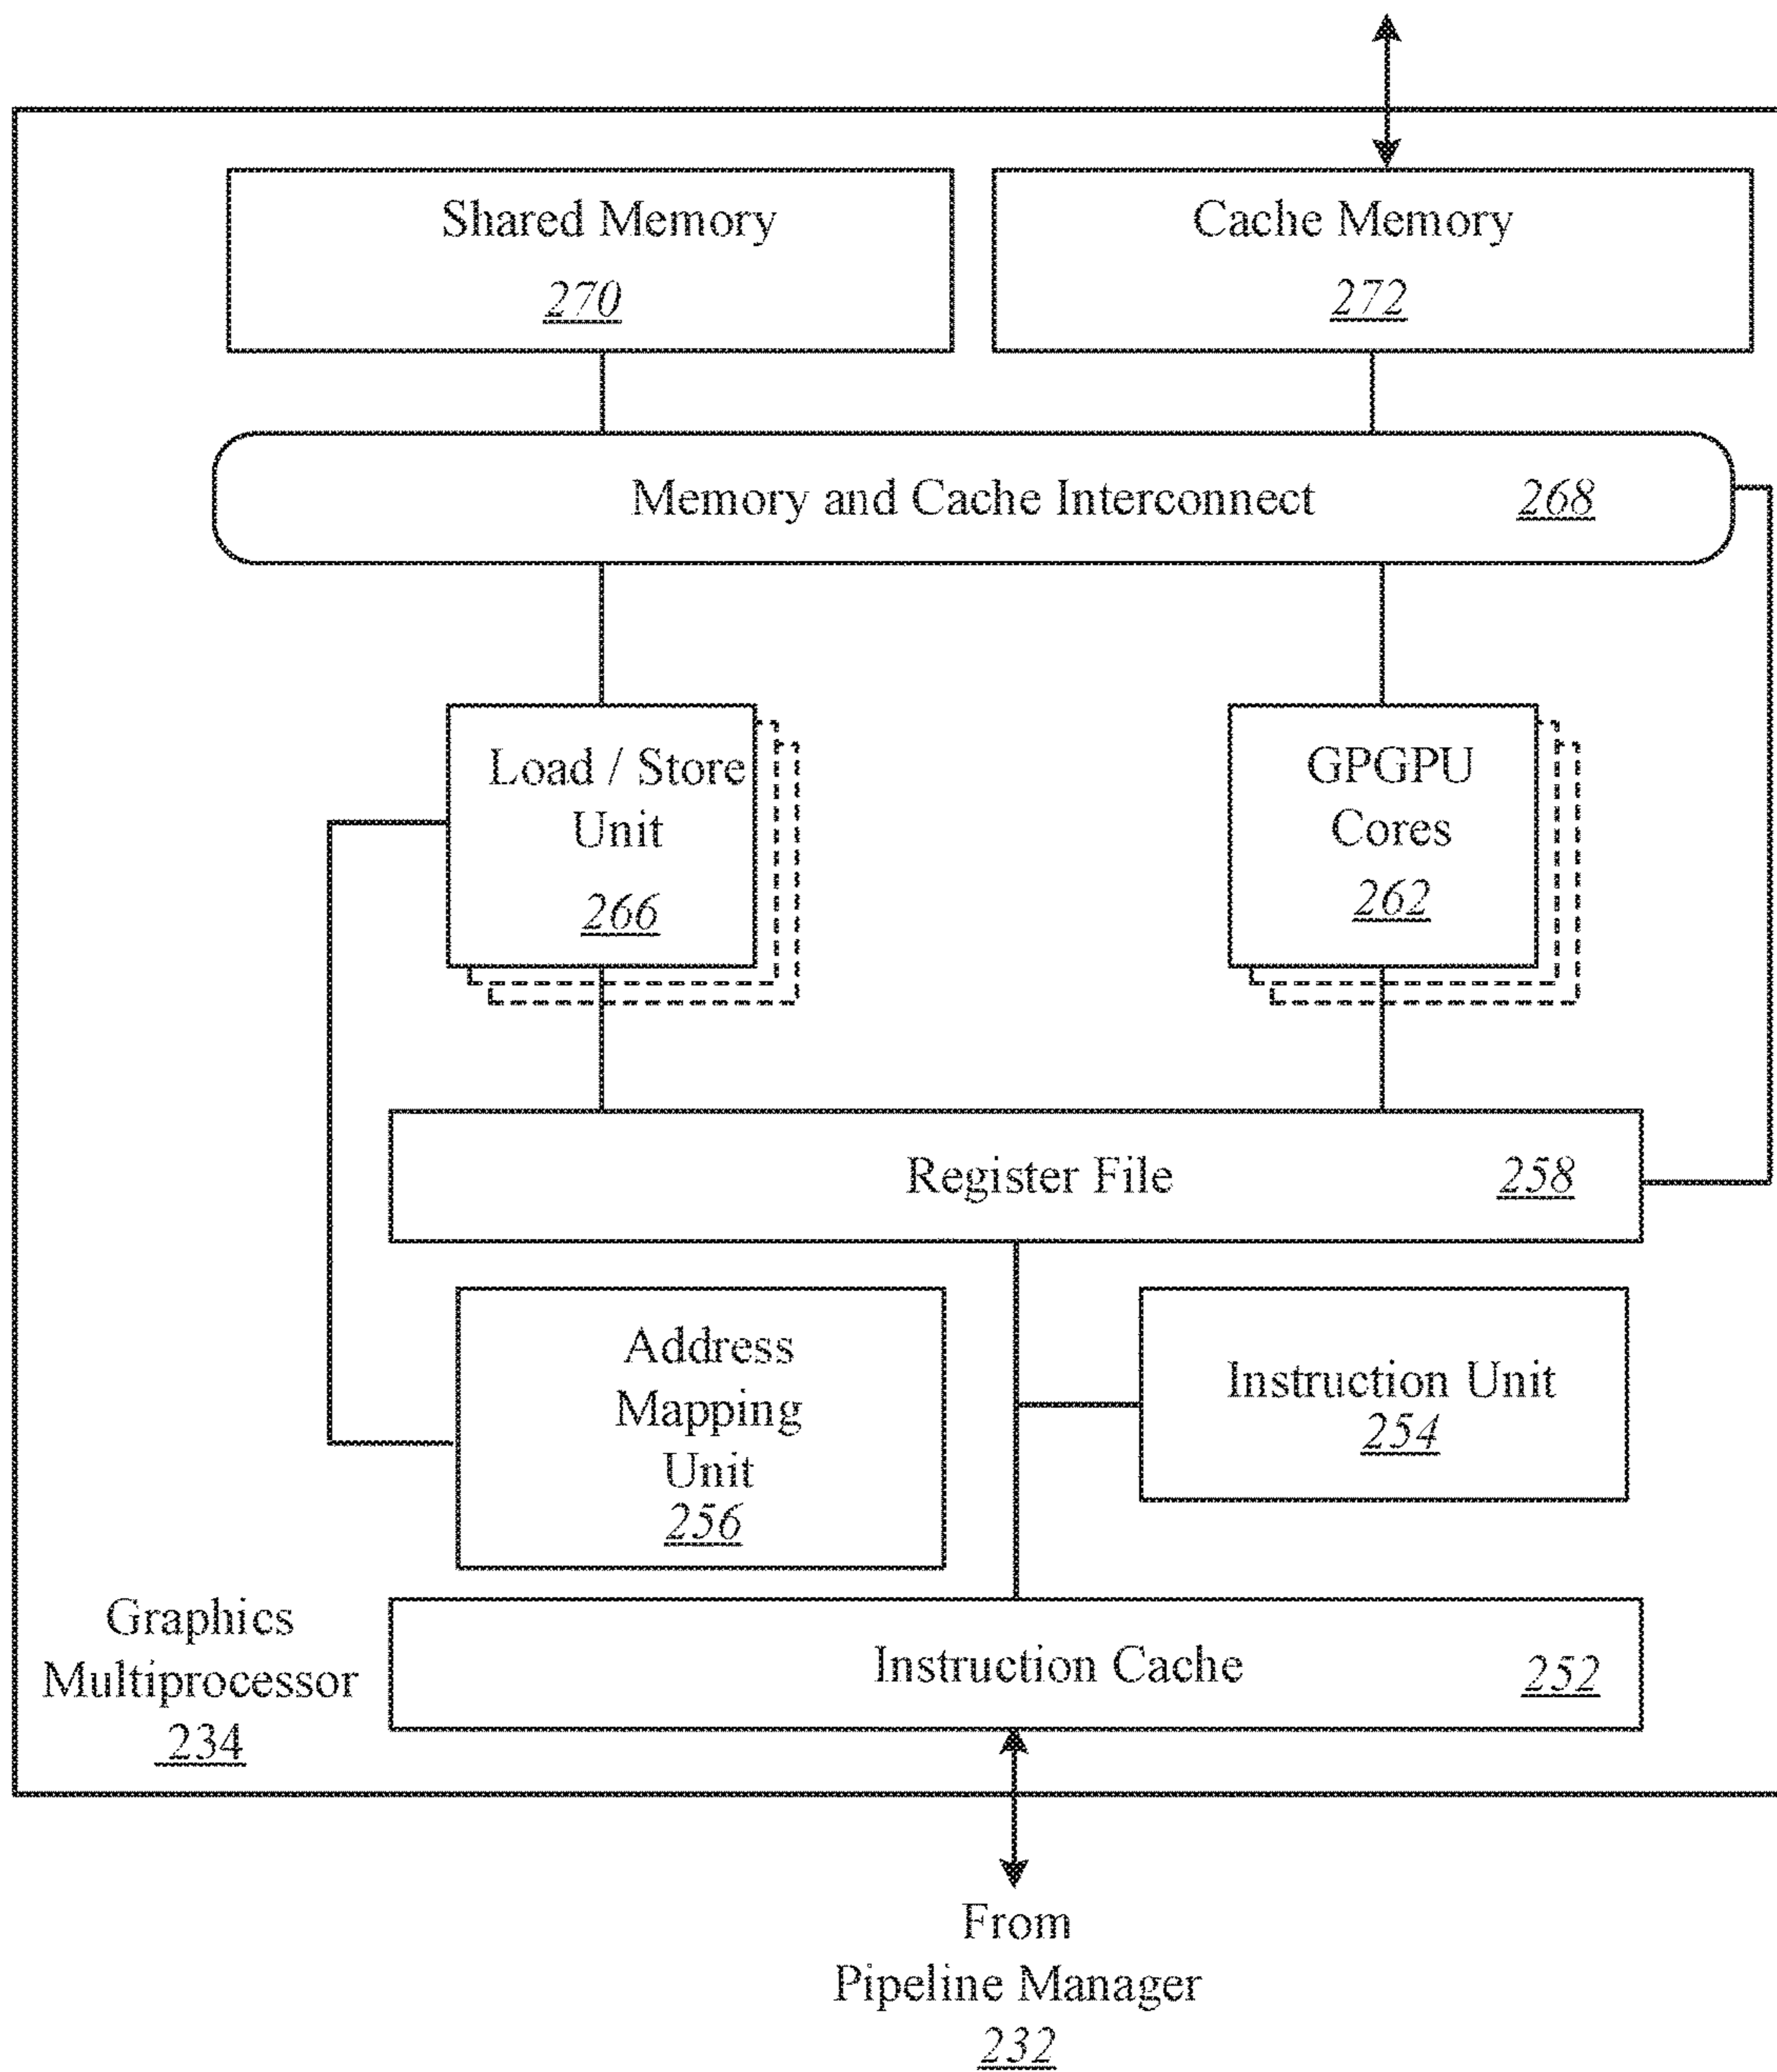 Shared Memory
270
Cache Memory
272
Memory and Cache Interconnect 268
Load / Store
Unit
266
GPGPU
Cores
262
Register File 258
Address
Mapping
Unit
256
Instruction Unit
254
Graphics
Multiprocessor
234
Instruction Cache 252
From
Pipeline Manager
232